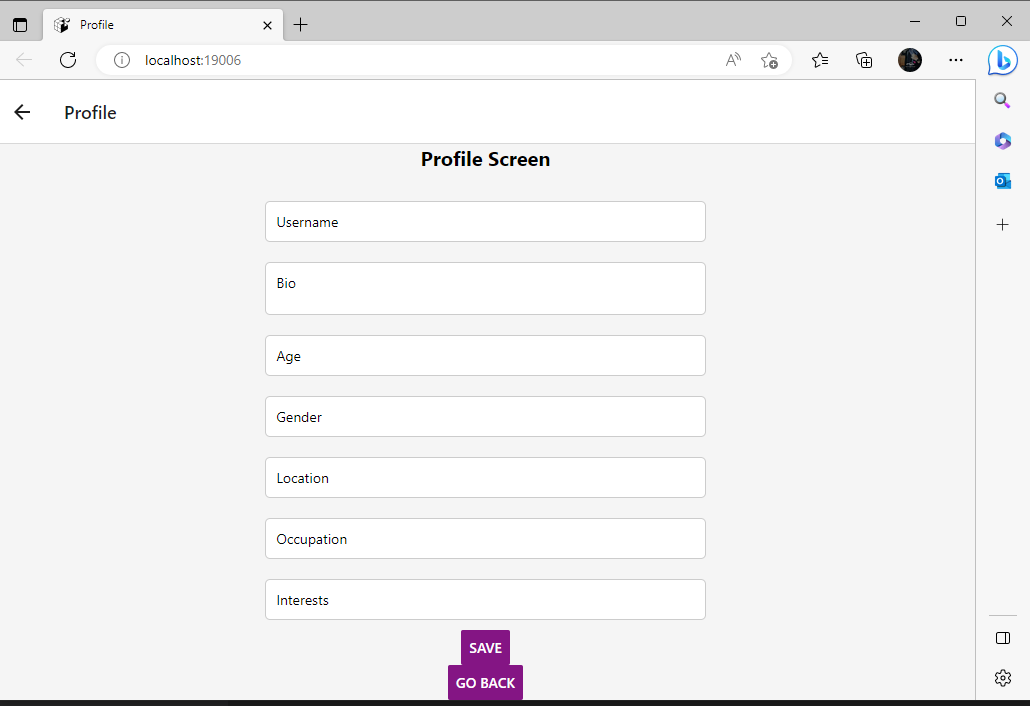 Profile
localhost:19006
Profile
Profile Screen
Username
Bio
Age
Gender
Location
Occupation
Interests
SAVE
GO BACK